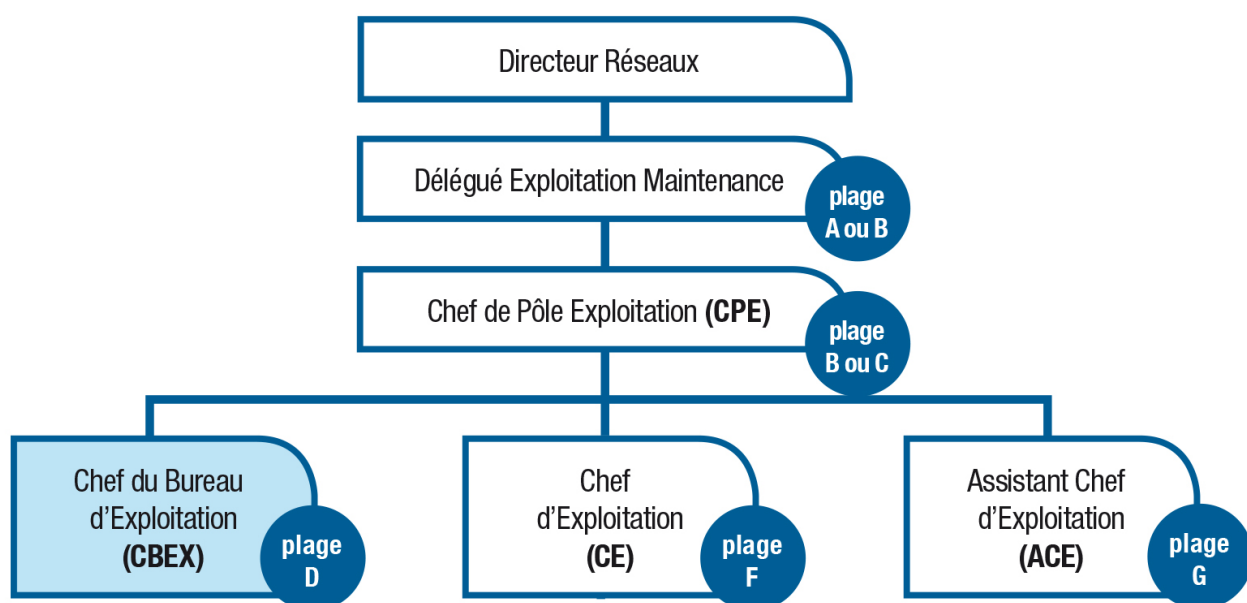 Directeur Réseaux
Délégué Exploitation Maintenance
plage
A ou B
Chef de Pôle Exploitation (CPE)
plage
B ou C
Chef du Bureau
d’Exploitation
(CBEX)
plage
D
Chef
d’Exploitation
(CE)
plage
F
Assistant Chef
d’Exploitation
(ACE)
plage
G